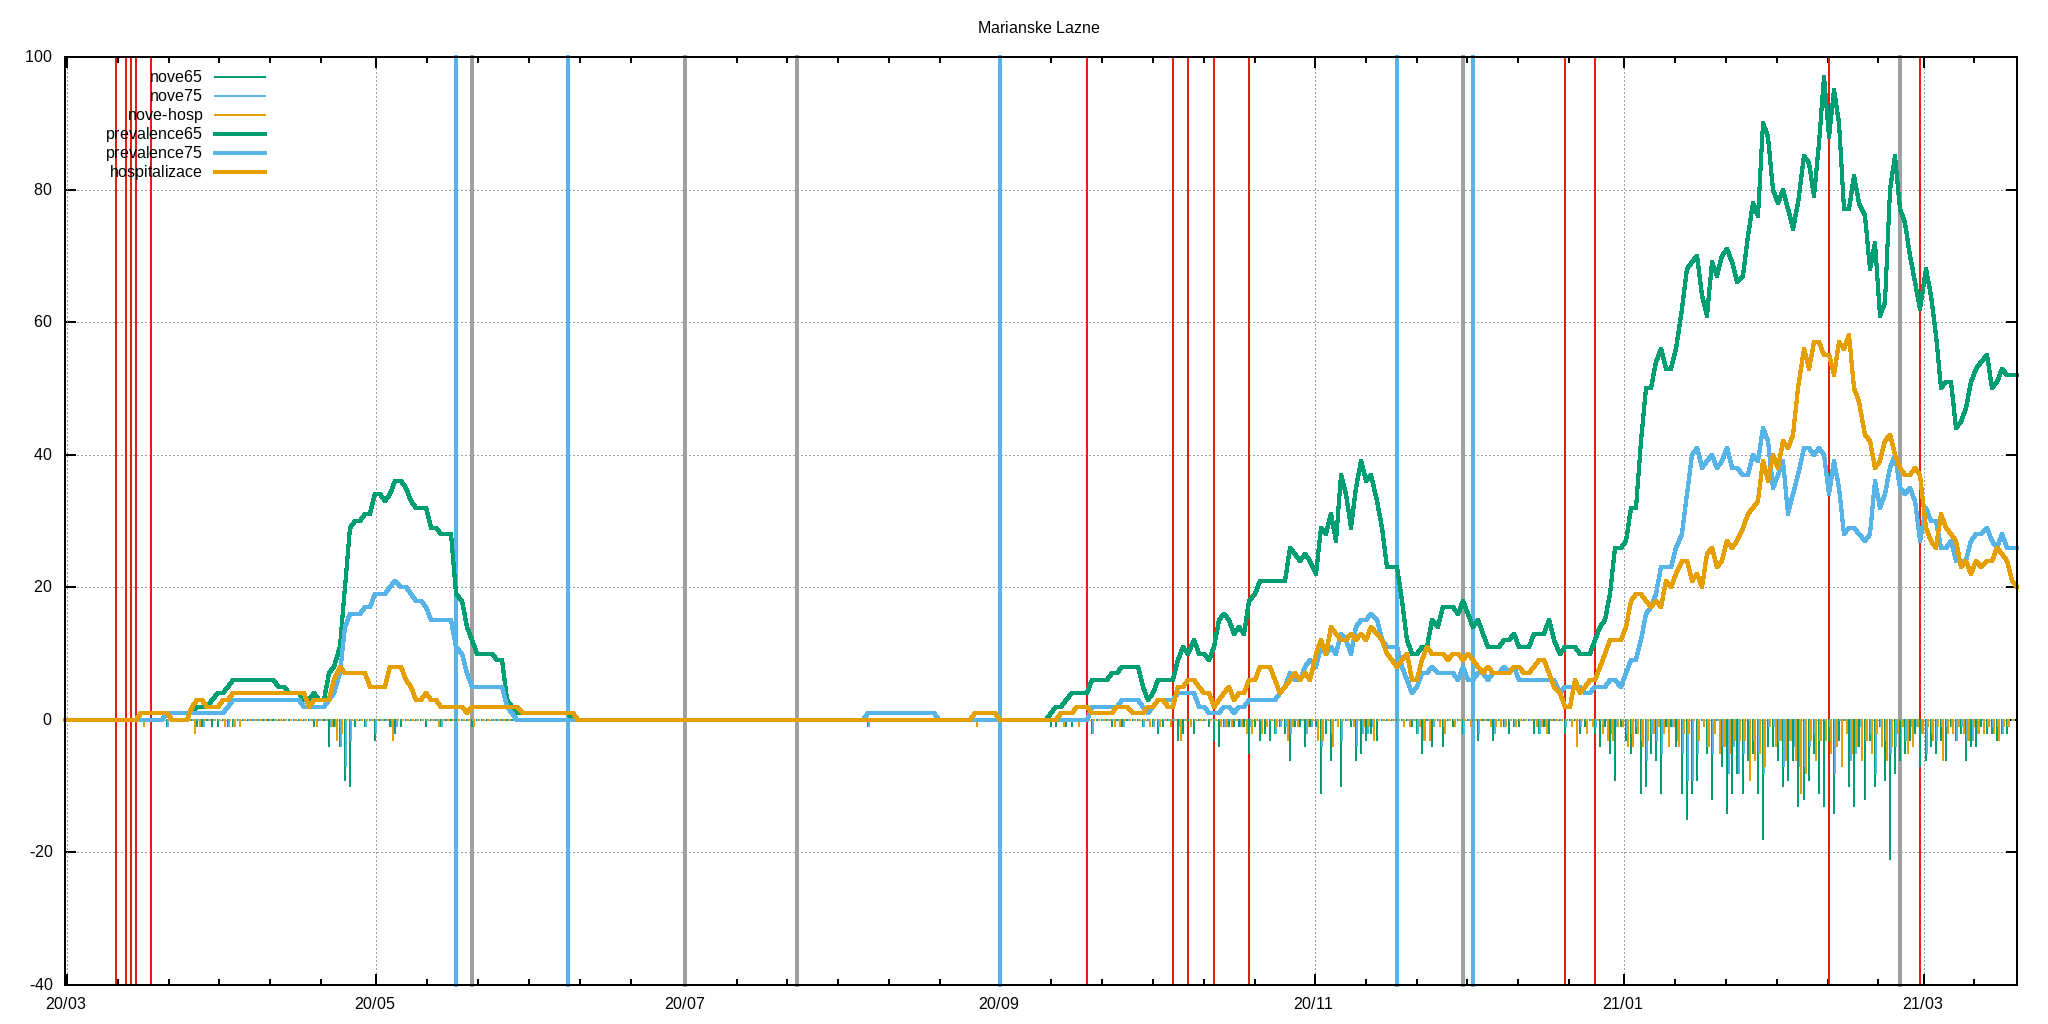 Marianske Lazne
100
nove65
nove75
nove-hosp
prevalence65
prevalence75
hospitalizace
80
60
40
20
0
-20
-40
20/03 20/05 20/07 20/09 20/11 21/01 21/03